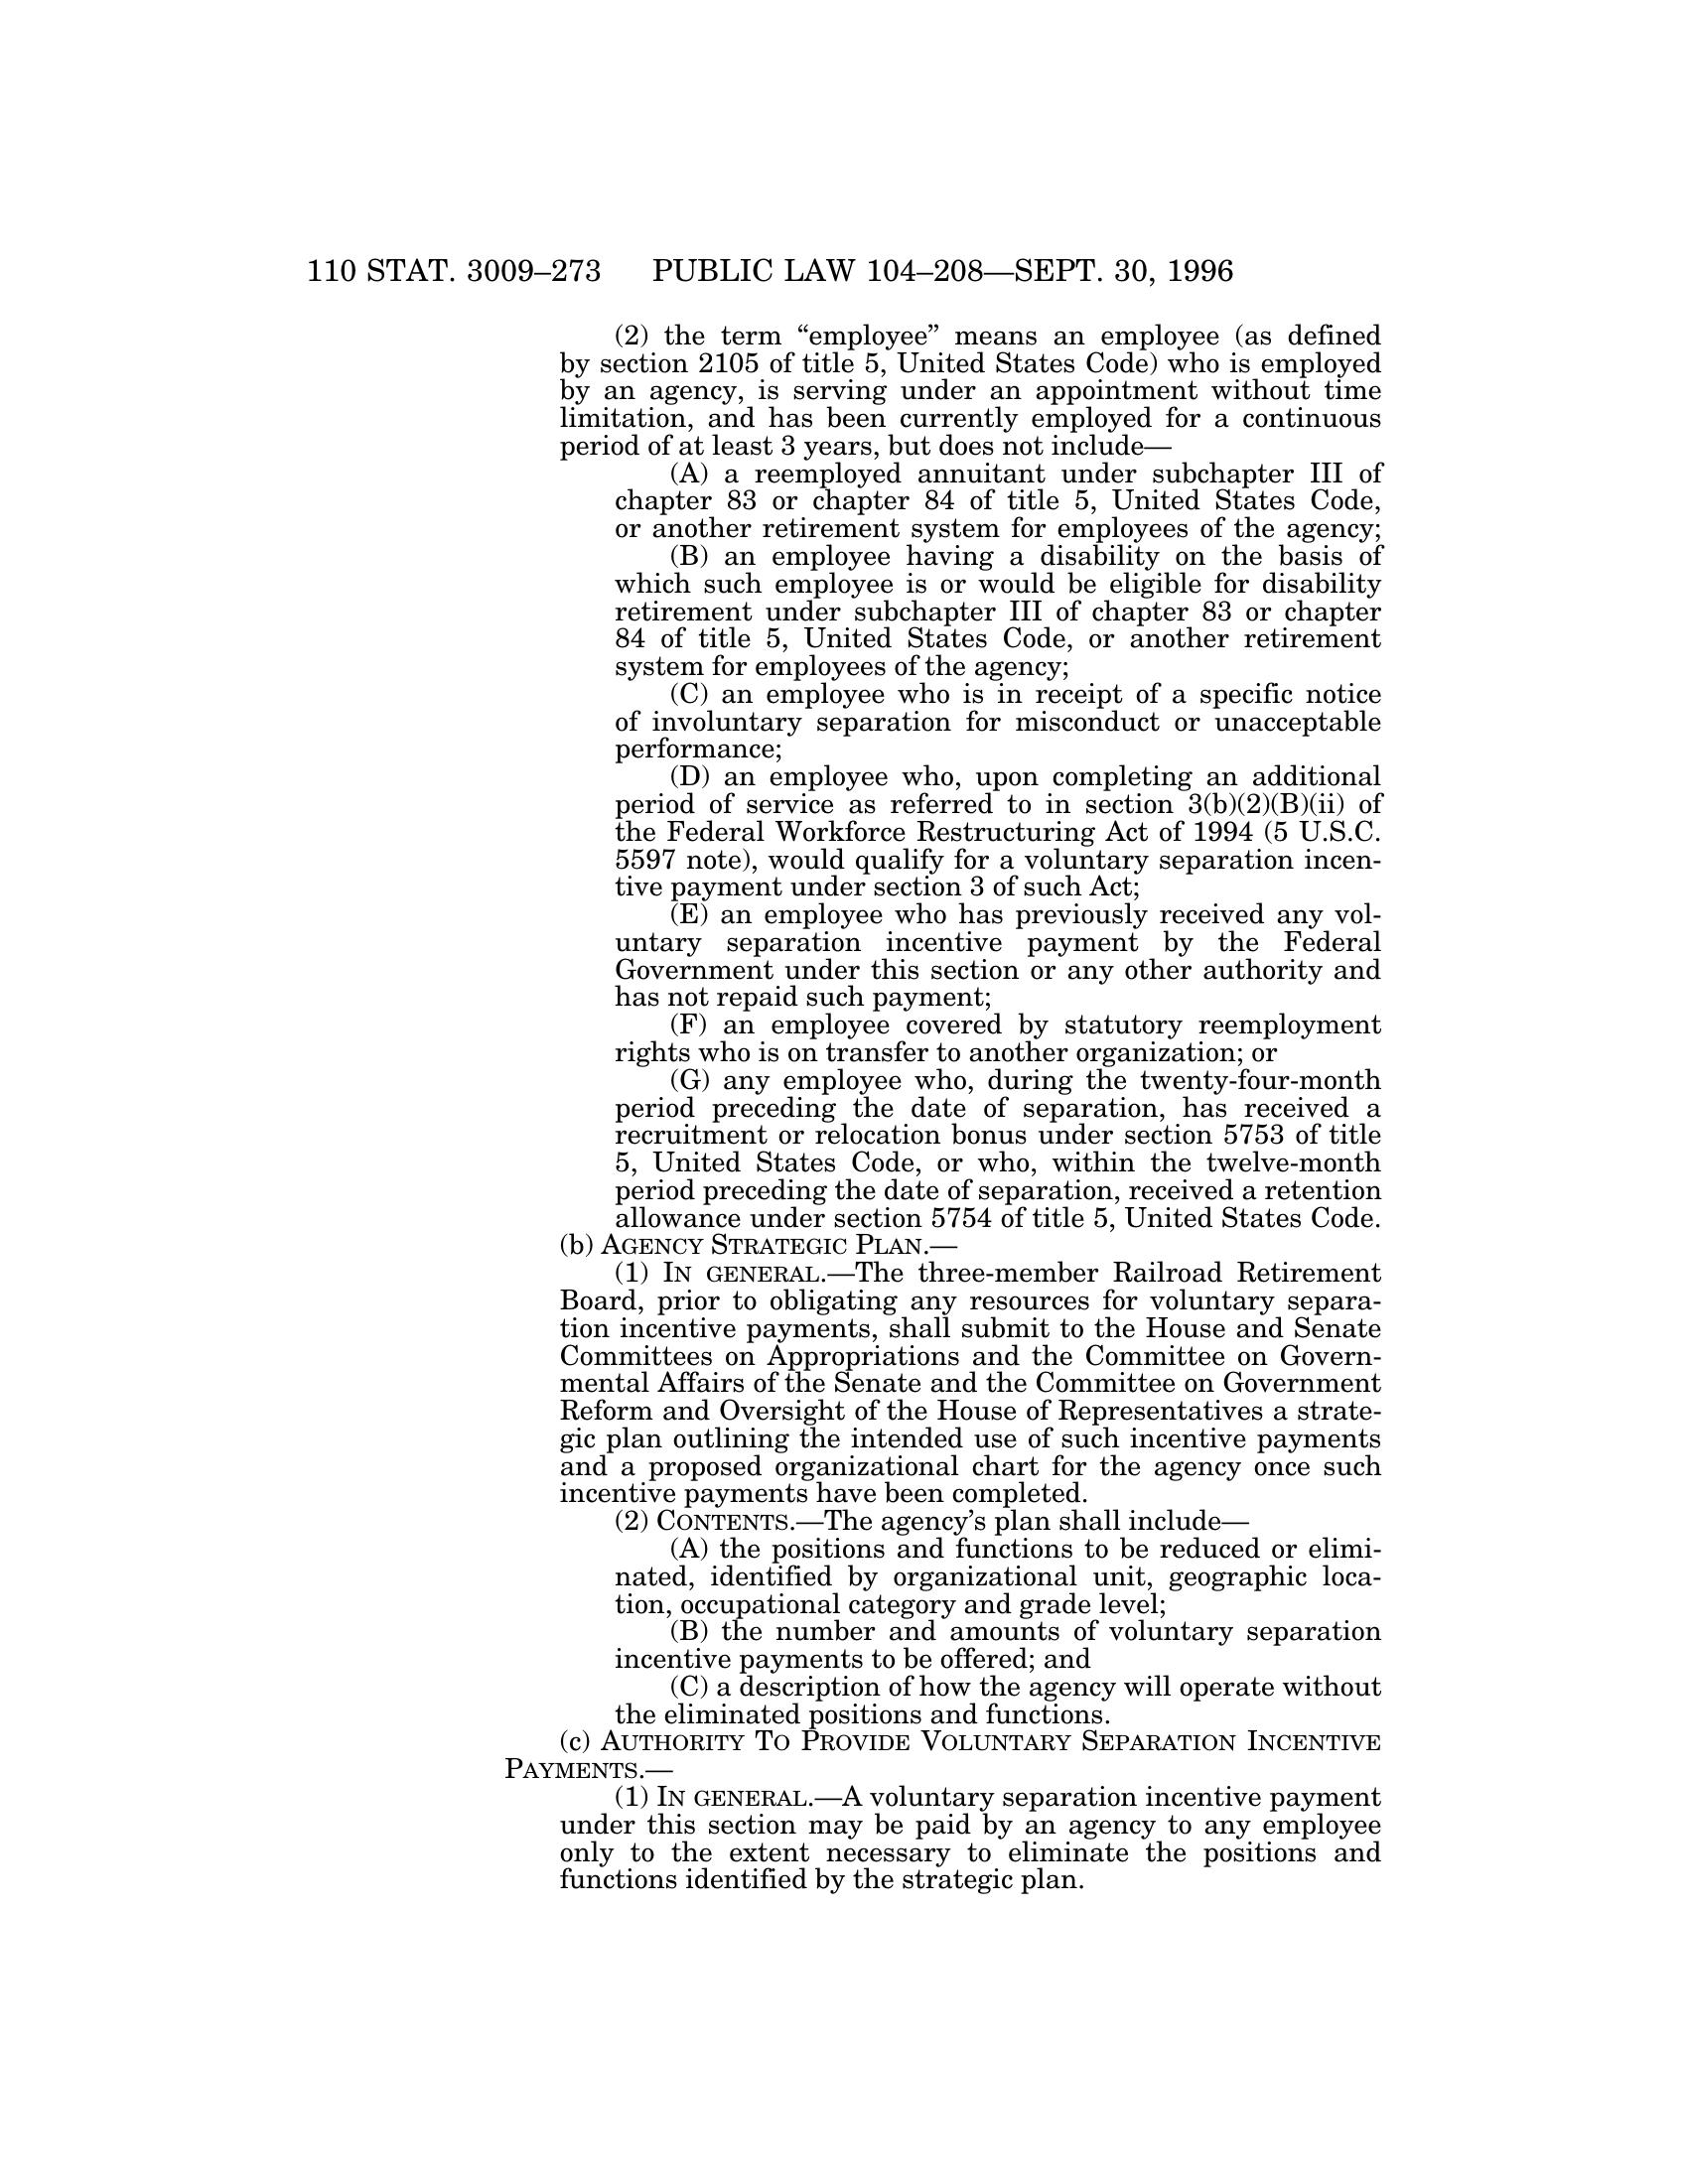 110 STAT. 3009–273 PUBLIC LAW 104–208—SEPT. 30, 1996
(2) the term “employee” means an employee (as defined
by section 2105 of title 5, United States Code) who is employed
by an agency, is serving under an appointment without time
limitation, and has been currently employed for a continuous
period of at least 3 years, but does not include—
(A) a reemployed annuitant under subchapter III of
chapter 83 or chapter 84 of title 5, United States Code,
or another retirement system for employees of the agency;
(B) an employee having a disability on the basis of
which such employee is or would be eligible for disability
retirement under subchapter III of chapter 83 or chapter
84 of title 5, United States Code, or another retirement
system for employees of the agency;
(C) an employee who is in receipt of a specific notice
of involuntary separation for misconduct or unacceptable
performance;
(D) an employee who, upon completing an additional
period of service as referred to in section 3(b)(2)(B)(ii) of
the Federal Workforce Restructuring Act of 1994 (5 U.S.C.
5597 note), would qualify for a voluntary separation incen-
tive payment under section 3 of such Act;
(E) an employee who has previously received any vol-
untary separation incentive payment by the Federal
Government under this section or any other authority and
has not repaid such payment;
(F) an employee covered by statutory reemployment
rights who is on transfer to another organization; or
(G) any employee who, during the twenty-four-month
period preceding the date of separation, has received a
recruitment or relocation bonus under section 5753 of title
5, United States Code, or who, within the twelve-month
period preceding the date of separation, received a retention
allowance under section 5754 of title 5, United States Code.
(b) AGENCY STRATEGIC PLAN.—
(1) IN GENERAL.—The three-member Railroad Retirement
Board, prior to obligating any resources for voluntary separa-
tion incentive payments, shall submit to the House and Senate
Committees on Appropriations and the Committee on Govern-
mental Affairs of the Senate and the Committee on Government
Reform and Oversight of the House of Representatives a strate-
gic plan outlining the intended use of such incentive payments
and a proposed organizational chart for the agency once such
incentive payments have been completed.
(2) CONTENTS.—The agency’s plan shall include—
(A) the positions and functions to be reduced or elimi-
nated, identified by organizational unit, geographic loca-
tion, occupational category and grade level;
(B) the number and amounts of voluntary separation
incentive payments to be offered; and
(C) a description of how the agency will operate without
the eliminated positions and functions.
(c) AUTHORITY TO PROVIDE VOLUNTARY SEPARATION INCENTIVE
PAYMENTS.—
(1) IN GENERAL.—A voluntary separation incentive payment
under this section may be paid by an agency to any employee
only to the extent necessary to eliminate the positions and
functions identified by the strategic plan.